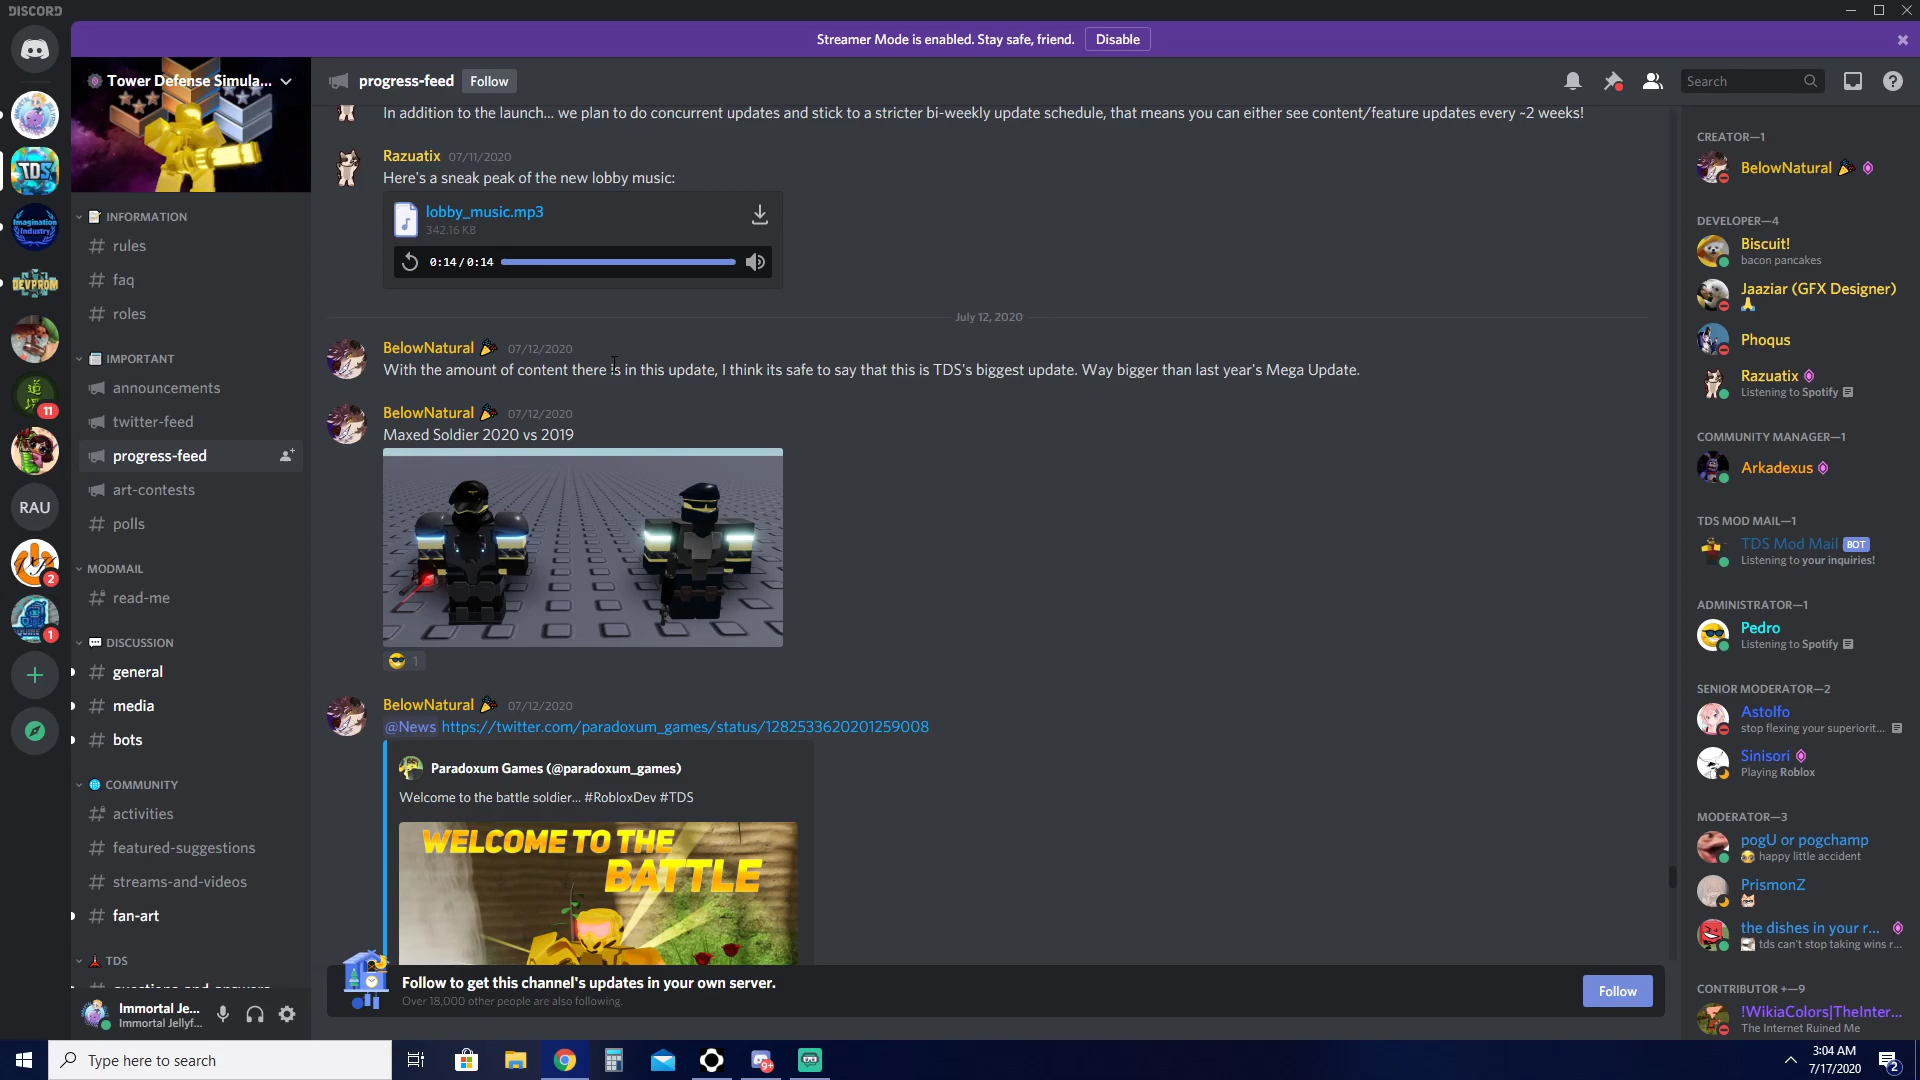 DISCORD
Streamer Mode is enabled. Stay safe, friend.
Disable
Tower Defense Simula...
progress-feed
Follow
Search
INFORMATION
rules
faq
roles
IMPORTANT
announcements
twitter-feed
progress-feed
art-contests
polls
MODMAIL
read-me
DISCUSSION
general
media
bots
COMMUNITY
activities
featured-suggestions
streams-and-videos
fan-art
TDS
questions-and-answers
TDS
Imagination
Industry
DEVPROM
11
RAU
2
1
Immortal Je...
Immortal Jellyf...
In addition to the launch... we plan to do concurrent updates and stick to a stricter bi-weekly update schedule, that means you can either see content/feature updates every ~2 weeks!
Razuatix 07/11/2020
Here's a sneak peak of the new lobby music:
lobby_music.mp3
342.16 KB
0:14/0:14
July 12, 2020
BelowNatural 07/12/2020
With the amount of content there is in this update, I think its safe to say that this is TDS's biggest update. Way bigger than last year's Mega Update.
BelowNatural 07/12/2020
Maxed Soldier 2020 vs 2019
1
BelowNatural 07/12/2020
@News https://twitter.com/paradoxum_games/status/1282533620201259008
Paradoxum Games (@paradoxum_games)
Welcome to the battle soldier... #RobloxDev #TDS
WELCOME TO THE
BATTLE
Follow to get this channel's updates in your own server.
Over 18,000 other people are also following.
Follow
CREATOR—1
BelowNatural
DEVELOPER—4
Biscuit!
bacon pancakes
Jaaziar (GFX Designer)
Phoqus
Razuatix
Listening to Spotify
COMMUNITY MANAGER—1
Arkadexus
TDS MOD MAIL—1
TDS Mod Mail BOT
Listening to your inquiries!
ADMINISTRATOR—1
Pedro
Listening to Spotify
SENIOR MODERATOR—2
Astolfo
stop flexing your superiorit...
Sinisori
Playing Roblox
MODERATOR—3
pogU or pogchamp
happy little accident
PrismonZ
the dishes in your r...
tds can't stop taking wins r...
CONTRIBUTOR +—9
!WikiaColors|TheInter...
The Internet Ruined Me
Type here to search
9+
3:04 AM
7/17/2020
2